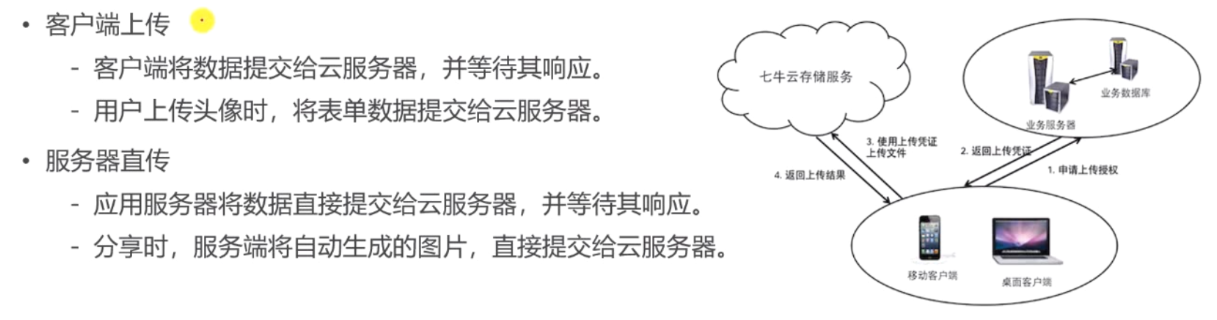 • 客户端上传
- 客户端将数据提交给云服务器，并等待其响应。
- 用户上传头像时，将表单数据提交给云服务器。
• 服务器直传
- 应用服务器将数据直接提交给云服务器，并等待其响应。
- 分享时，服务端将自动生成的图片，直接提交给云服务器。
七牛云存储服务
业务数据库
业务服务器
3. 使用上传凭证
上传文件
2. 返回上传凭证
1. 申请上传授权
4. 返回上传结果
移动客户端
桌面客户端